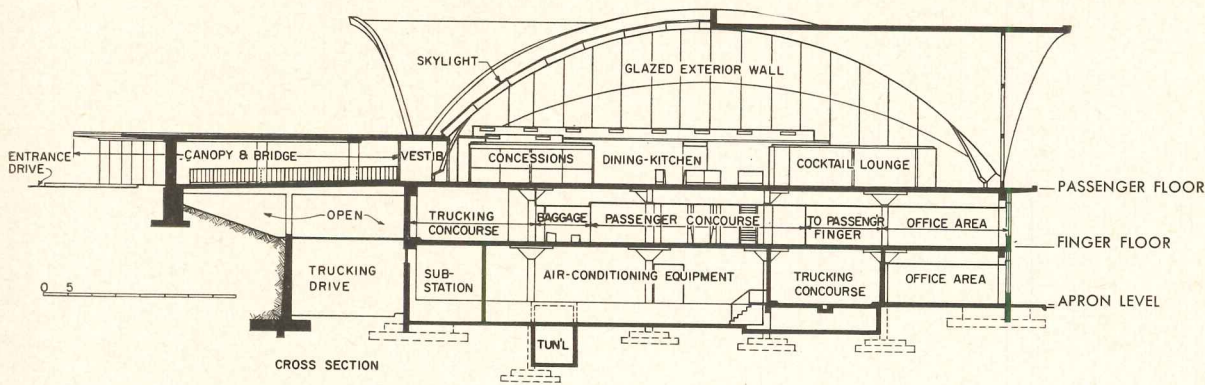 SKYLIGHT
GLAZED EXTERIOR WALL
ENTRANCE
DRIVE
CANOPY & BRIDGE
VESTIB
CONCESSIONS
DINING-KITCHEN
COCKTAIL LOUNGE
PASSENGER FLOOR
OPEN
TRUCKING
CONCOURSE
BAGGAGE
PASSENGER CONCOURSE
TO PASSENG'R
FINGER
OFFICE AREA
FINGER FLOOR
TRUCKING
DRIVE
SUB-
STATION
AIR-CONDITIONING EQUIPMENT
TRUCKING
CONCOURSE
OFFICE AREA
0 5
APRON LEVEL
TUN'L
CROSS SECTION